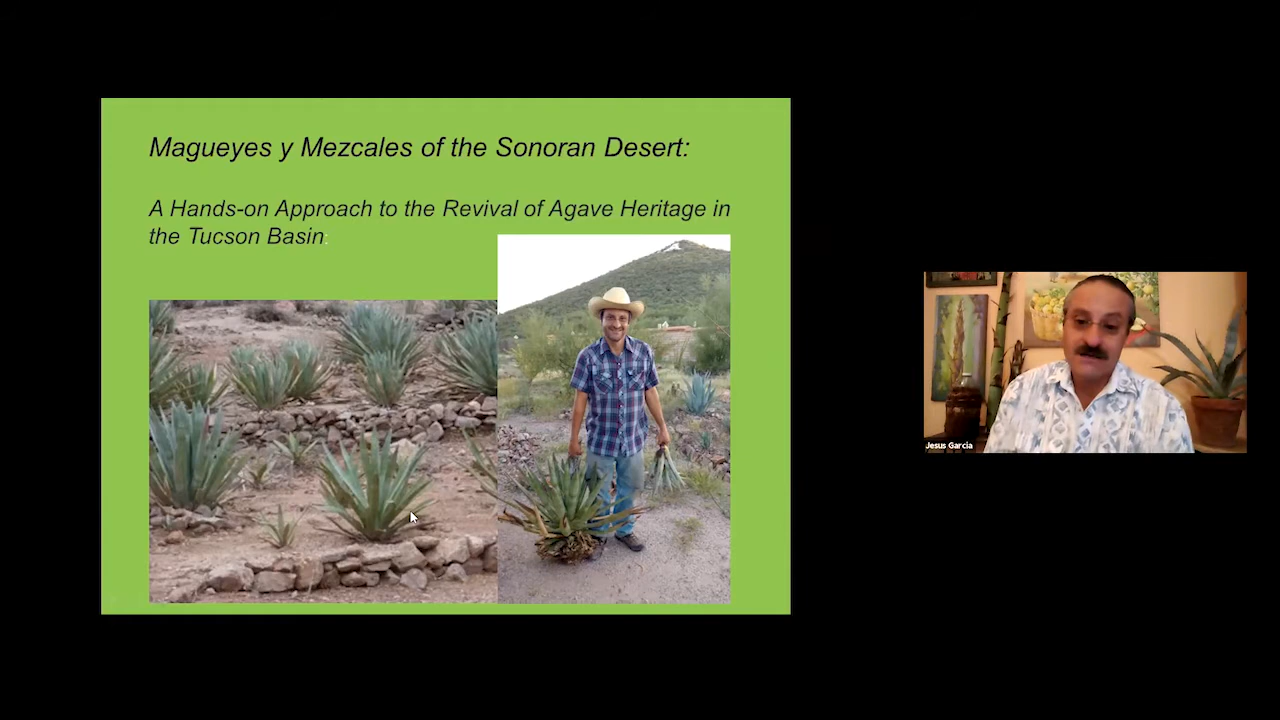 Magueyes y Mezcales of the Sonoran Desert:
A Hands-on Approach to the Revival of Agave Heritage in
the Tucson Basin:
Jesus Garcia